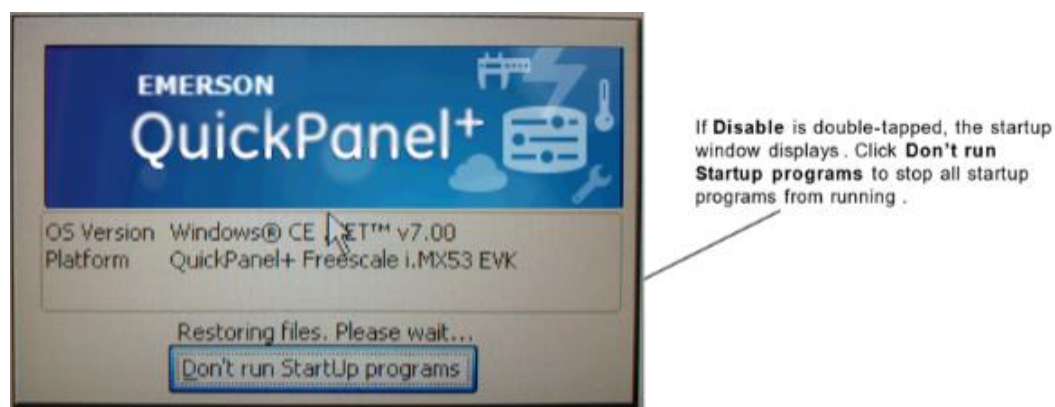 EMERSON
QuickPanel+
OS Version Windows® CE .NET™ v7.00
Platform QuickPanel+ Freescale i.MX53 EVK
Restoring files. Please wait...
Don't run StartUp programs
If Disable is double-tapped, the startup
window displays . Click Don't run
Startup programs to stop all startup
programs from running .